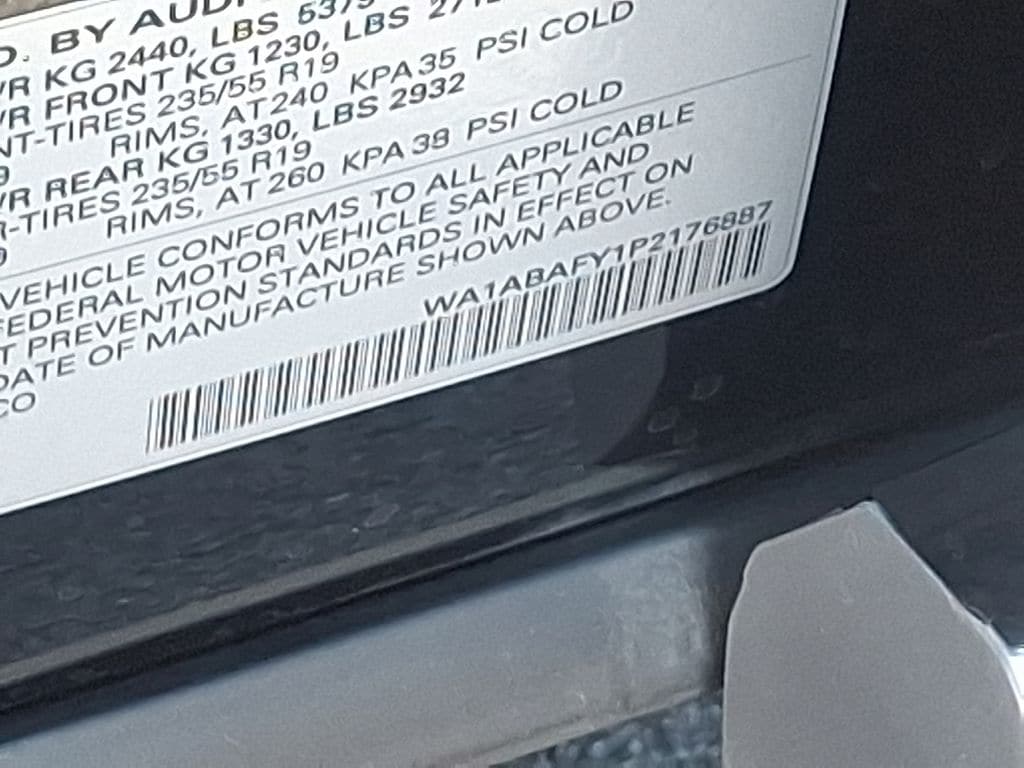 D. BY AUDI
VR KG 2440, LBS 5379
VR FRONT KG 1230, LBS 2712
NT-TIRES 235/55 R19
RIMS, AT 240 KPA 35 PSI COLD
VR REAR KG 1330, LBS 2932
R-TIRES 235/55 R19
RIMS, AT 260 KPA 38 PSI COLD
VEHICLE CONFORMS TO ALL APPLICABLE
FEDERAL MOTOR VEHICLE SAFETY AND
T PREVENTION STANDARDS IN EFFECT ON
DATE OF MANUFACTURE SHOWN ABOVE.
CO
WA1ABAFY1P2176887